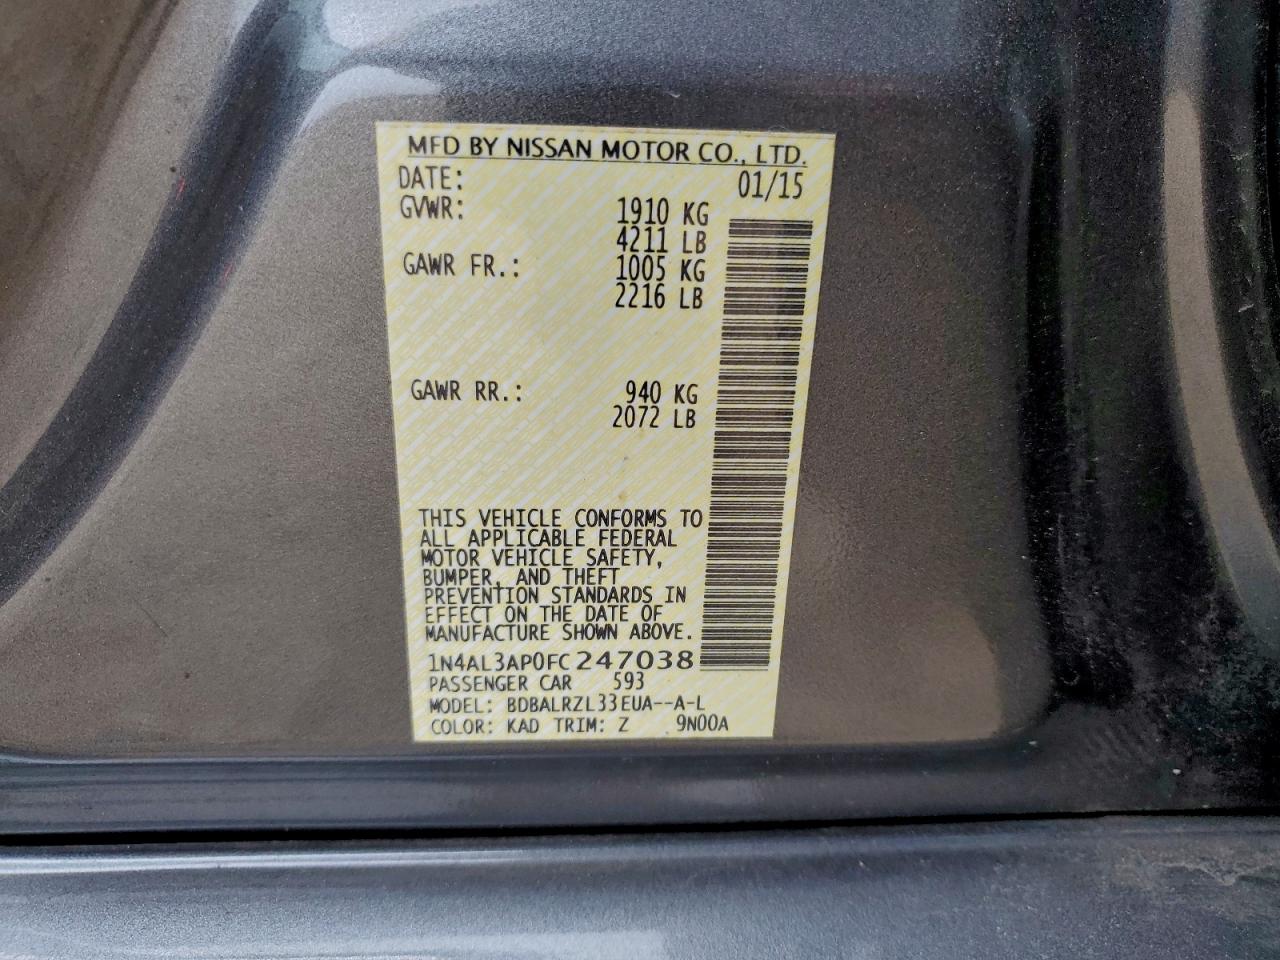 MFD BY NISSAN MOTOR CO., LTD.
DATE: 01/15
GVWR: 1910 KG
4211 LB
GAWR FR.: 1005 KG
2216 LB
GAWR RR.: 940 KG
2072 LB
THIS VEHICLE CONFORMS TO
ALL APPLICABLE FEDERAL
MOTOR VEHICLE SAFETY,
BUMPER, AND THEFT
PREVENTION STANDARDS IN
EFFECT ON THE DATE OF
MANUFACTURE SHOWN ABOVE.
1N4AL3AP0FC247038
PASSENGER CAR 593
MODEL: BDBALRZL33EUA--A-L
COLOR: KAD TRIM: Z 9N00A